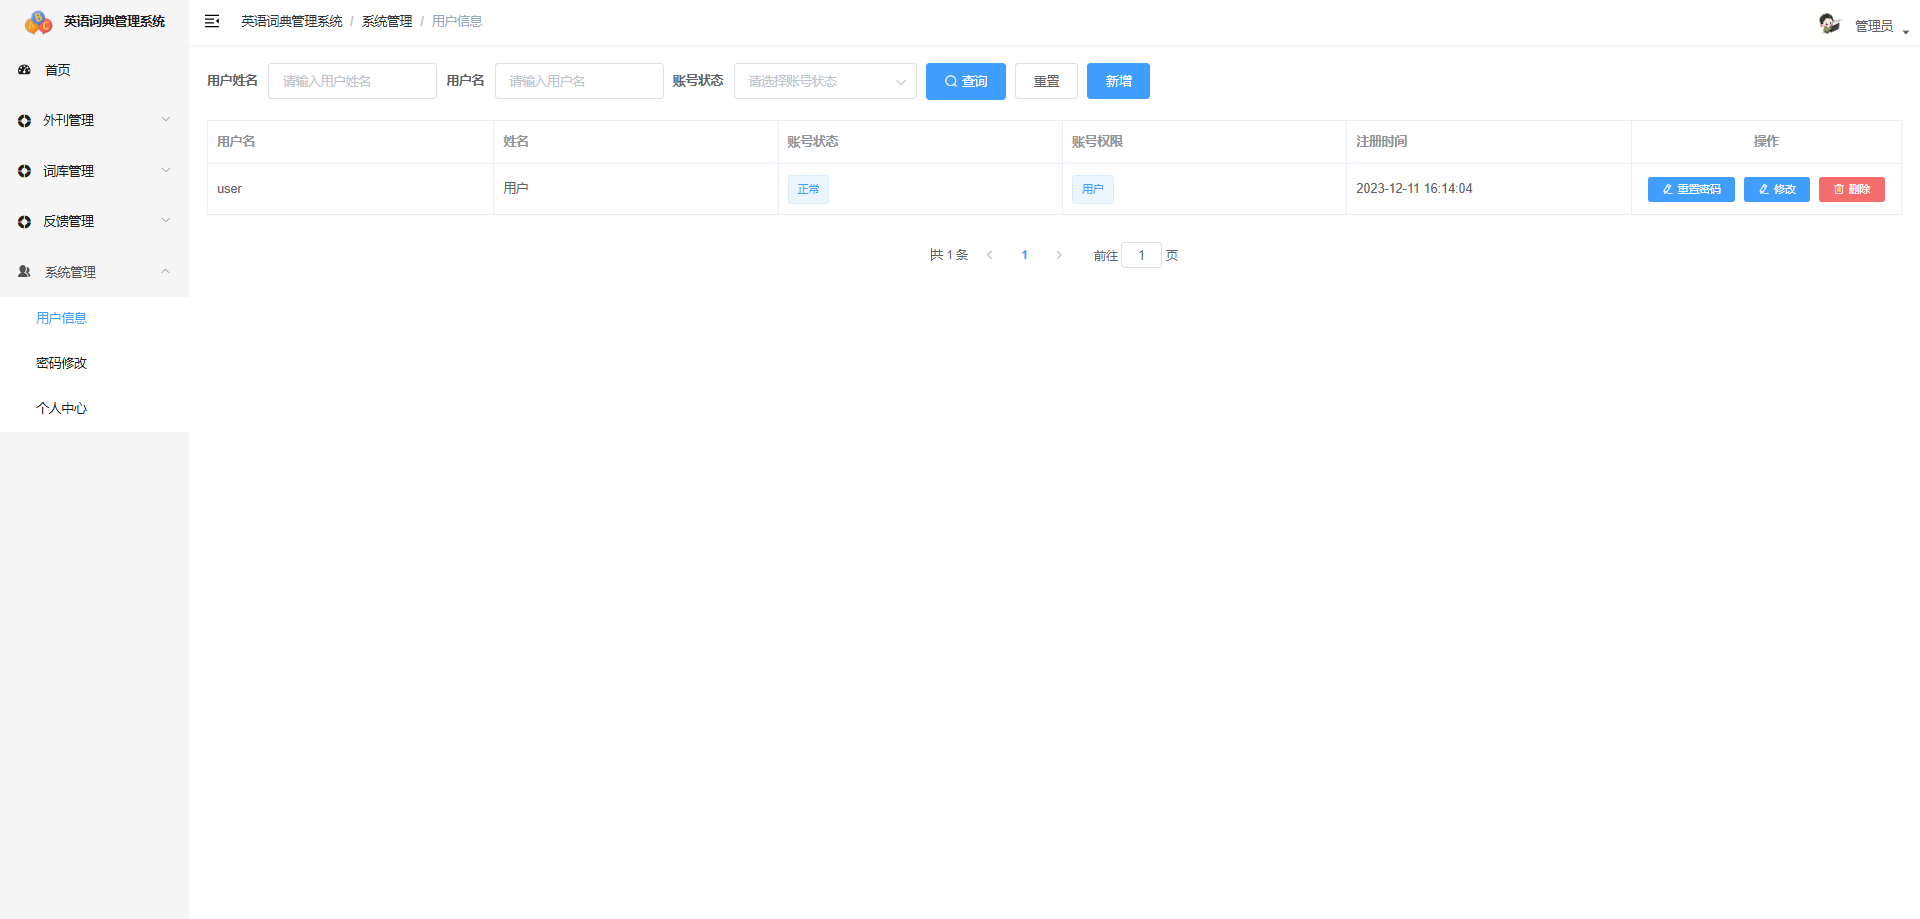 英语词典管理系统
英语词典管理系统 / 系统管理 / 用户信息
管理员
首页
外刊管理
词库管理
反馈管理
系统管理
用户信息
密码修改
个人中心
用户姓名 请输入用户姓名 用户名 请输入用户名 账号状态 请选择账号状态 查询 重置 新增
用户名 姓名 账号状态 账号权限 注册时间 操作
user 用户 正常 用户 2023-12-11 16:14:04 重置密码 修改 删除
共 1 条 1 前往 1 页